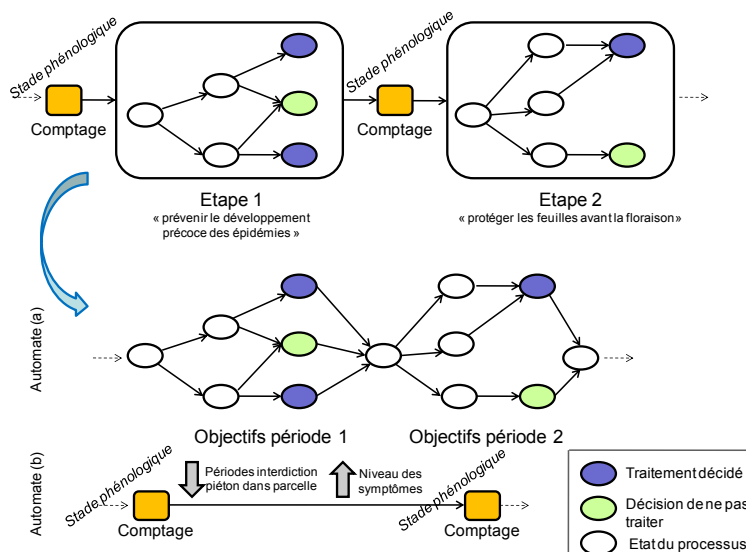 Stade phénologique
Stade phénologique
Comptage
Comptage
Etape 1
Etape 2
« prévenir le développement
précoce des épidémies »
« protéger les feuilles avant la floraison»
Automate (a)
Objectifs période 1
Objectifs période 2
Automate (b)
Stade phénologique
Périodes interdiction
piéton dans parcelle
Niveau des
symptômes
Stade phénologique
Comptage
Comptage
Traitement décidé
Décision de ne pas
traiter
Etat du processus